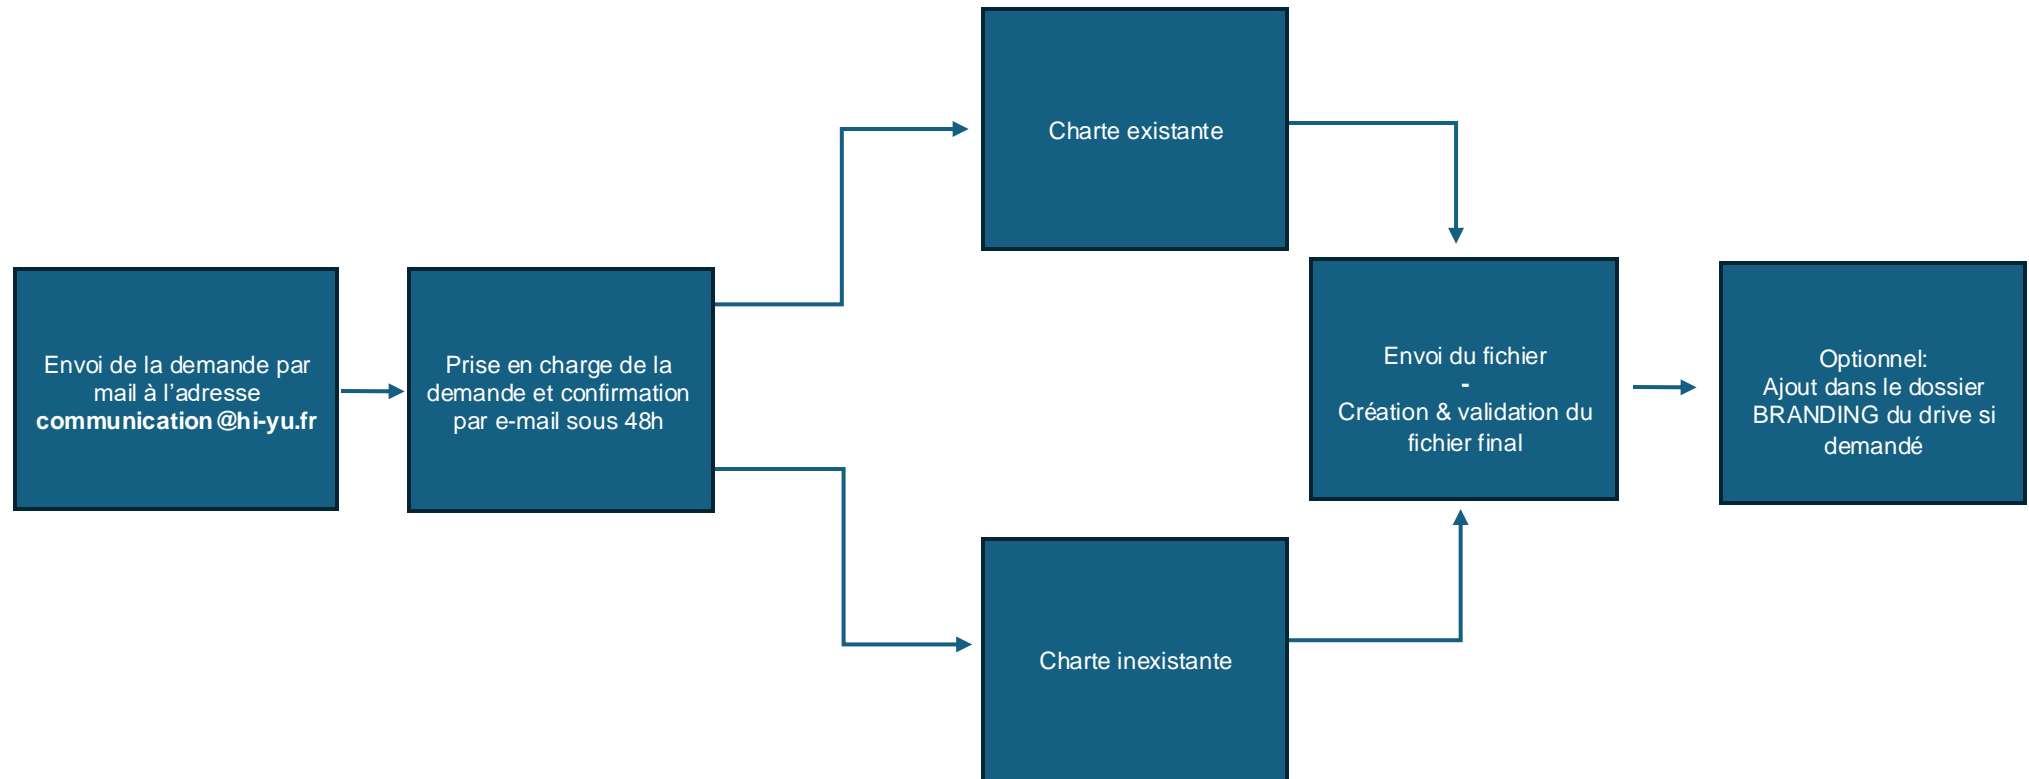 Charte existante
Envoi de la demande par
mail à l’adresse
communication@hi-yu.fr
Prise en charge de la
demande et confirmation
par e-mail sous 48h
Envoi du fichier
-
Création & validation du
fichier final
Optionnel:
Ajout dans le dossier
BRANDING du drive si
demandé
Charte inexistante